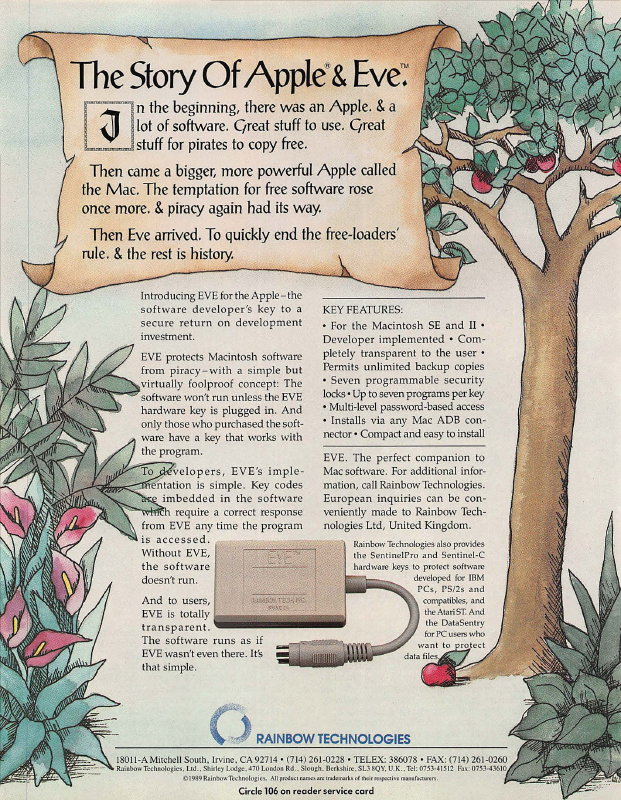 The Story Of Apple® & Eve.™
In the beginning, there was an Apple. & a
lot of software. Great stuff to use. Great
stuff for pirates to copy free.
Then came a bigger, more powerful Apple called
the Mac. The temptation for free software rose
once more. & piracy again had its way.
Then Eve arrived. To quickly end the free-loaders'
rule. & the rest is history.
Introducing EVE for the Apple–the
software developer's key to a
secure return on development
investment.
EVE protects Macintosh software
from piracy–with a simple but
virtually foolproof concept: The
software won't run unless the EVE
hardware key is plugged in. And
only those who purchased the soft-
ware have a key that works with
the program.
To developers, EVE's imple-
mentation is simple. Key codes
are imbedded in the software
which require a correct response
from EVE any time the program
is accessed.
Without EVE,
the software
doesn't run.
And to users,
EVE is totally
transparent.
The software runs as if
EVE wasn't even there. It's
that simple.
KEY FEATURES:
• For the Macintosh SE and II •
Developer implemented • Com-
pletely transparent to the user •
Permits unlimited backup copies
• Seven programmable security
locks • Up to seven programs per key
• Multi-level password-based access
• Installs via any Mac ADB con-
nector • Compact and easy to install
EVE. The perfect companion to
Mac software. For additional infor-
mation, call Rainbow Technologies.
European inquiries can be con-
veniently made to Rainbow Tech-
nologies Ltd, United Kingdom.
Rainbow Technologies also provides
the SentinelPro and Sentinel-C
hardware keys to protect software
developed for IBM
PCs, PS/2s and
compatibles, and
the Atari ST. And
the DataSentry
for PC users who
want to protect
data files.
EVE
RAINBOW TECH, INC.
RAINBOW TECHNOLOGIES
18011-A Mitchell South, Irvine, CA 92714 • (714) 261-0228 • TELEX: 386078 • FAX: (714) 261-0260
Rainbow Technologies, Ltd., Shirley Lodge, 470 London Rd., Slough, Berkshire, SL3 8QY, U.K., Tel: 0753-41512 Fax: 0753-43610
©1989 Rainbow Technologies. All product names are trademarks of their respective manufacturers.
Circle 106 on reader service card